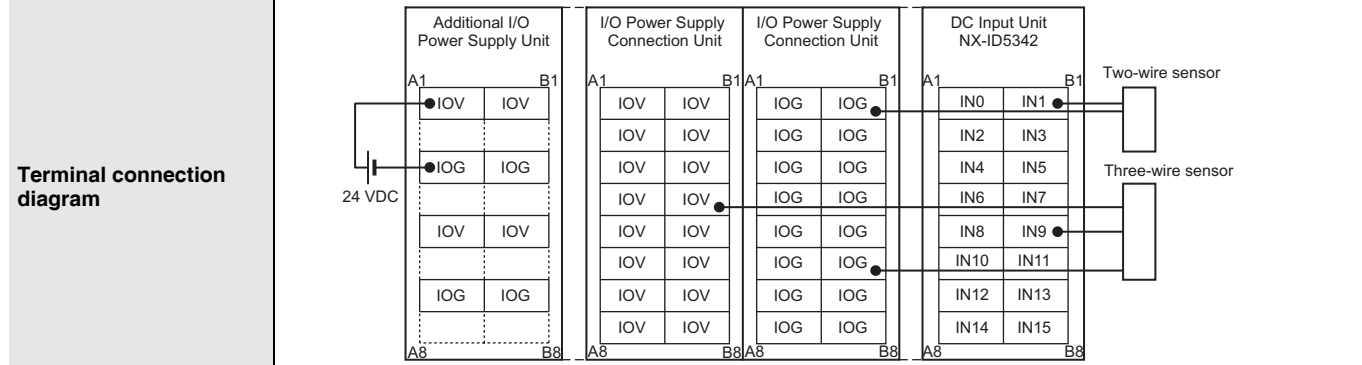 Terminal connection
diagram
Additional I/O
Power Supply Unit
I/O Power Supply
Connection Unit
I/O Power Supply
Connection Unit
DC Input Unit
NX-ID5342
A1 B1 A1 B1 A1 B1 A1 B1
Two-wire sensor
IOV IOV IOV IOV IOG IOG IN0 IN1
IOV IOV IOG IOG IN2 IN3
IOG IOG IOV IOV IOG IOG IN4 IN5
Three-wire sensor
24 VDC
IOV IOV IOG IOG IN6 IN7
IOV IOV IOV IOV IOG IOG IN8 IN9
IOV IOV IOG IOG IN10 IN11
IOG IOG IOV IOV IOG IOG IN12 IN13
IOV IOV IOG IOG IN14 IN15
A8 B8 A8 B8 A8 B8 A8 B8